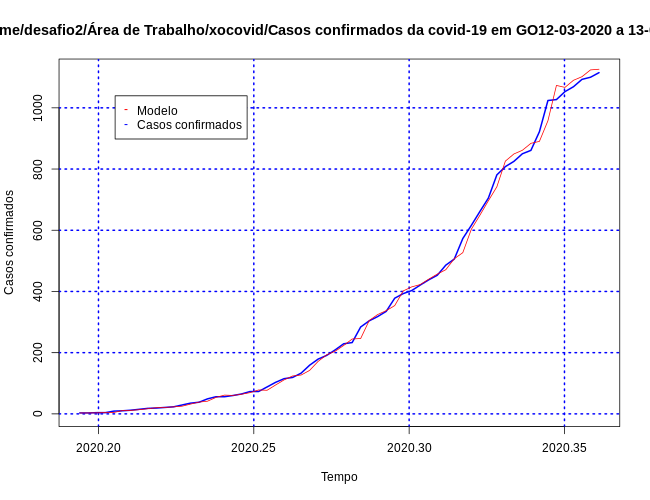 me/desafio2/Área de Trabalho/xocovid/Casos confirmados da covid-19 em GO12-03-2020 a 13-
Casos confirmados
1000
800
600
400
200
0
Modelo
Casos confirmados
2020.20 2020.25 2020.30 2020.35
Tempo